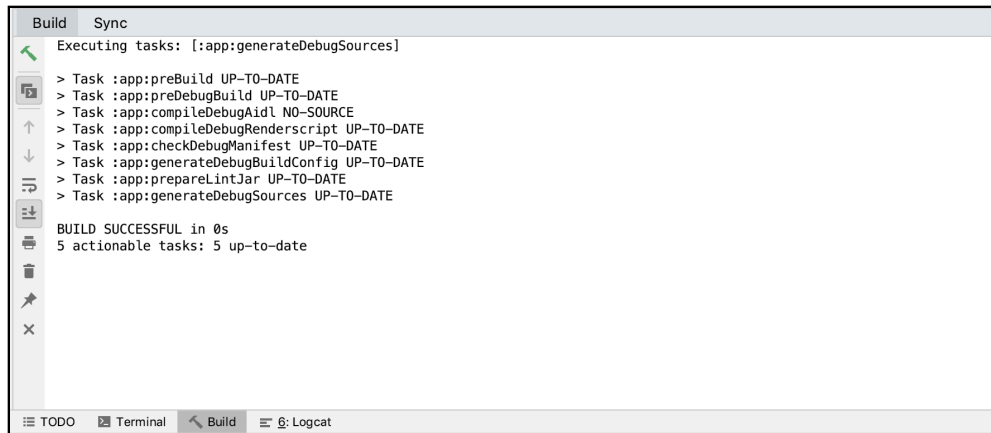 Build Sync
Executing tasks: [:app:generateDebugSources]
> Task :app:preBuild UP-TO-DATE
> Task :app:preDebugBuild UP-TO-DATE
> Task :app:compileDebugAidl NO-SOURCE
> Task :app:compileDebugRenderscript UP-TO-DATE
> Task :app:checkDebugManifest UP-TO-DATE
> Task :app:generateDebugBuildConfig UP-TO-DATE
> Task :app:prepareLintJar UP-TO-DATE
> Task :app:generateDebugSources UP-TO-DATE
BUILD SUCCESSFUL in 0s
5 actionable tasks: 5 up-to-date
TODO Terminal Build 6: Logcat